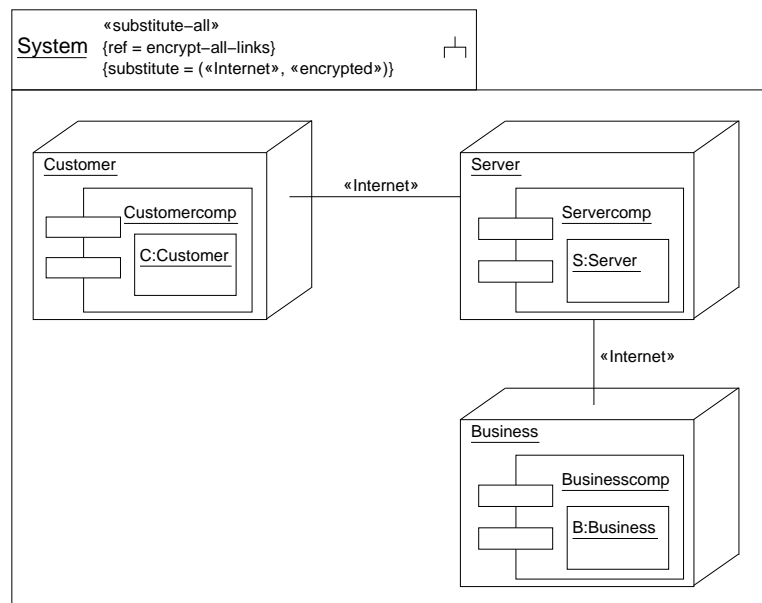 «substitute–all»
System {ref = encrypt–all–links}
{substitute = («Internet», «encrypted»)}
Customer
Customercomp
C:Customer
«Internet»
Server
Servercomp
S:Server
«Internet»
Business
Businesscomp
B:Business